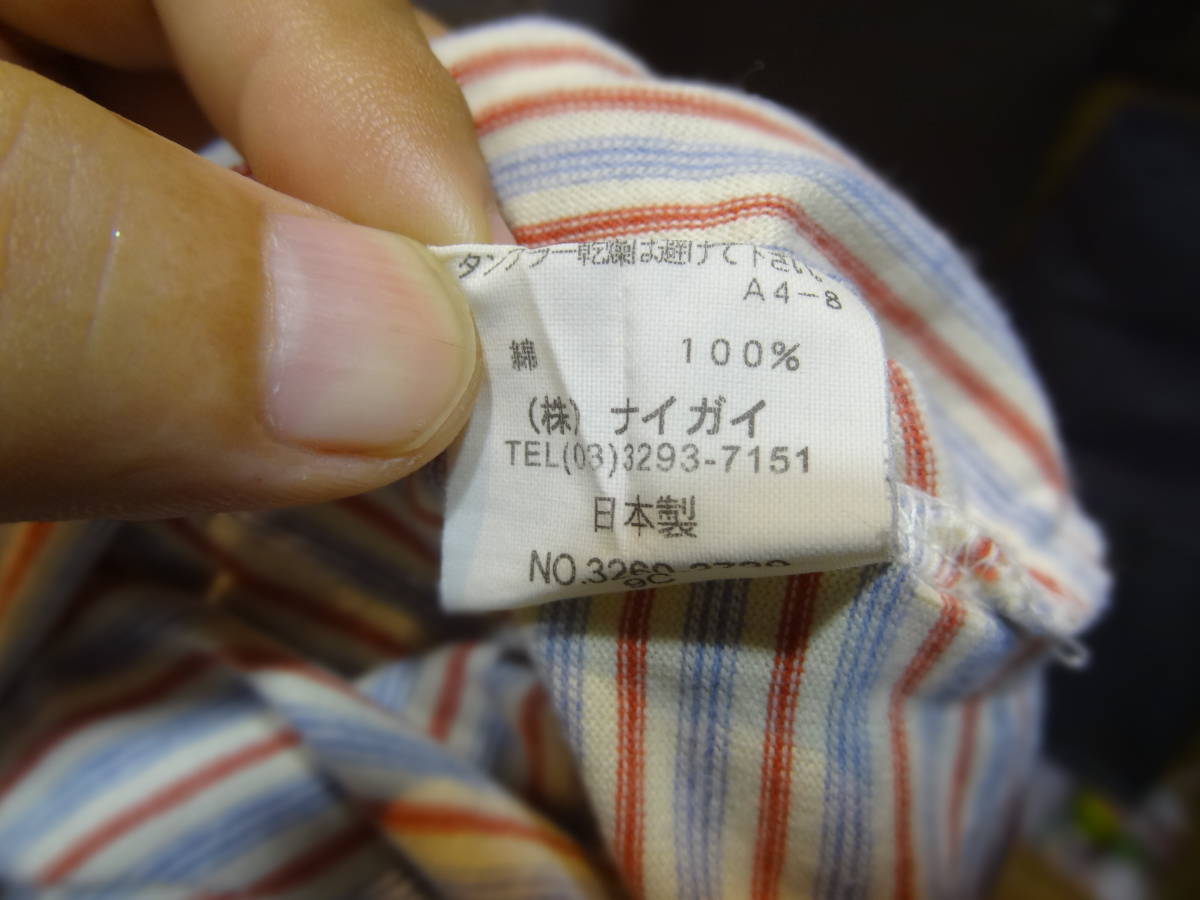 タンブラー乾燥は避けて下さい。
A4-8
綿 100%
(株) ナイガイ
TEL(03)3293-7151
日本製
9C